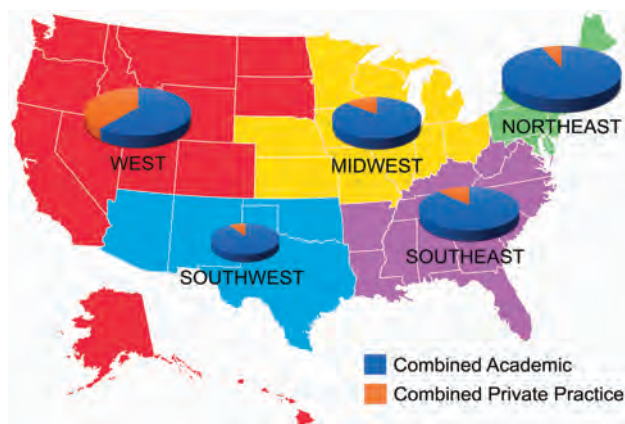 NORTHEAST
WEST
MIDWEST
SOUTHEAST
SOUTHWEST
Combined Academic
Combined Private Practice